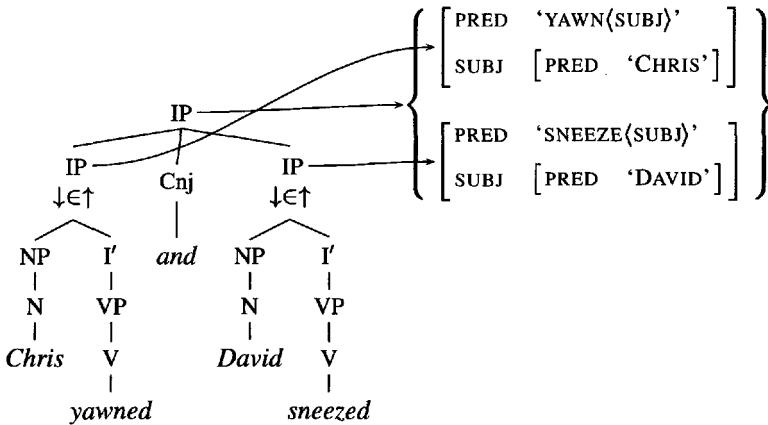 PRED ‘YAWN⟨SUBJ⟩’
SUBJ [PRED ‘CHRIS’]
IP
PRED ‘SNEEZE⟨SUBJ⟩’
SUBJ [PRED ‘DAVID’]
IP Cnj IP
↓∈↑ ↓∈↑
NP I′ and NP I′
N VP N VP
Chris V David V
yawned sneezed